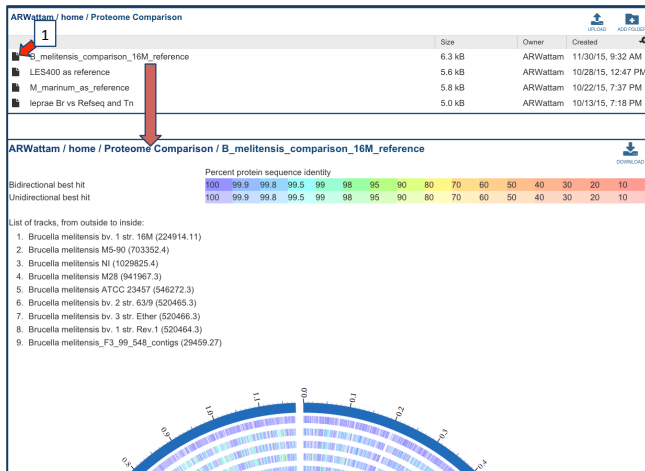 ARWattam / home / Proteome Comparison
UPLOAD ADD FOLDER
1
Size Owner Created
B_melitensis_comparison_16M_reference 6.3 kB ARWattam 11/30/15, 9:32 AM
LES400 as reference 5.6 kB ARWattam 10/28/15, 12:47 PM
M_marinum_as_reference 5.8 kB ARWattam 10/22/15, 7:37 PM
leprae Br vs Refseq and Tn 5.0 kB ARWattam 10/13/15, 7:18 PM
ARWattam / home / Proteome Comparison / B_melitensis_comparison_16M_reference
DOWNLOAD
Percent protein sequence identity
Bidirectional best hit 100 99.9 99.8 99.5 99 98 95 90 80 70 60 50 40 30 20 10
Unidirectional best hit 100 99.9 99.8 99.5 99 98 95 90 80 70 60 50 40 30 20 10
List of tracks, from outside to inside:
1. Brucella melitensis bv. 1 str. 16M (224914.11)
2. Brucella melitensis M5-90 (703352.4)
3. Brucella melitensis NI (1029825.4)
4. Brucella melitensis M28 (941967.3)
5. Brucella melitensis ATCC 23457 (546272.3)
6. Brucella melitensis bv. 2 str. 63/9 (520465.3)
7. Brucella melitensis bv. 3 str. Ether (520466.3)
8. Brucella melitensis bv. 1 str. Rev.1 (520464.3)
9. Brucella melitensis_F3_99_548_contigs (29459.27)
0.8 0.9 1.0 1.1 0.0 0.1 0.2 0.3 0.4